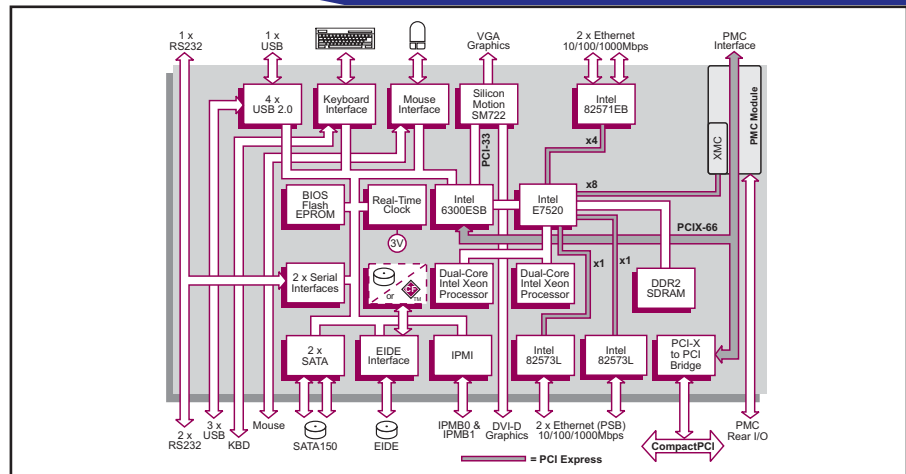 1 x
RS232
1 x
USB
VGA
Graphics
2 x Ethernet
10/100/1000Mbps
PMC
Interface
4 x
USB 2.0
Keyboard
Interface
Mouse
Interface
Silicon
Motion
SM722
Intel
82571EB
XMC
PMC Module
PCI-33
x4
x8
BIOS
Flash
EPROM
Real-Time
Clock
3V
Intel
6300ESB
Intel
E7520
PCIX-66
x1
x1
2 x Serial
Interfaces
or
CF
TM
Dual-Core
Intel Xeon
Processor
Dual-Core
Intel Xeon
Processor
DDR2
SDRAM
2 x
SATA
EIDE
Interface
IPMI
Intel
82573L
Intel
82573L
PCI-X
to PCI
Bridge
2 x
RS232
3 x
USB
KBD
Mouse
SATA150
EIDE
IPMB0 &
IPMB1
DVI-D
Graphics
2 x Ethernet (PSB)
10/100/1000Mbps
CompactPCI
PMC
Rear I/O
= PCI Express